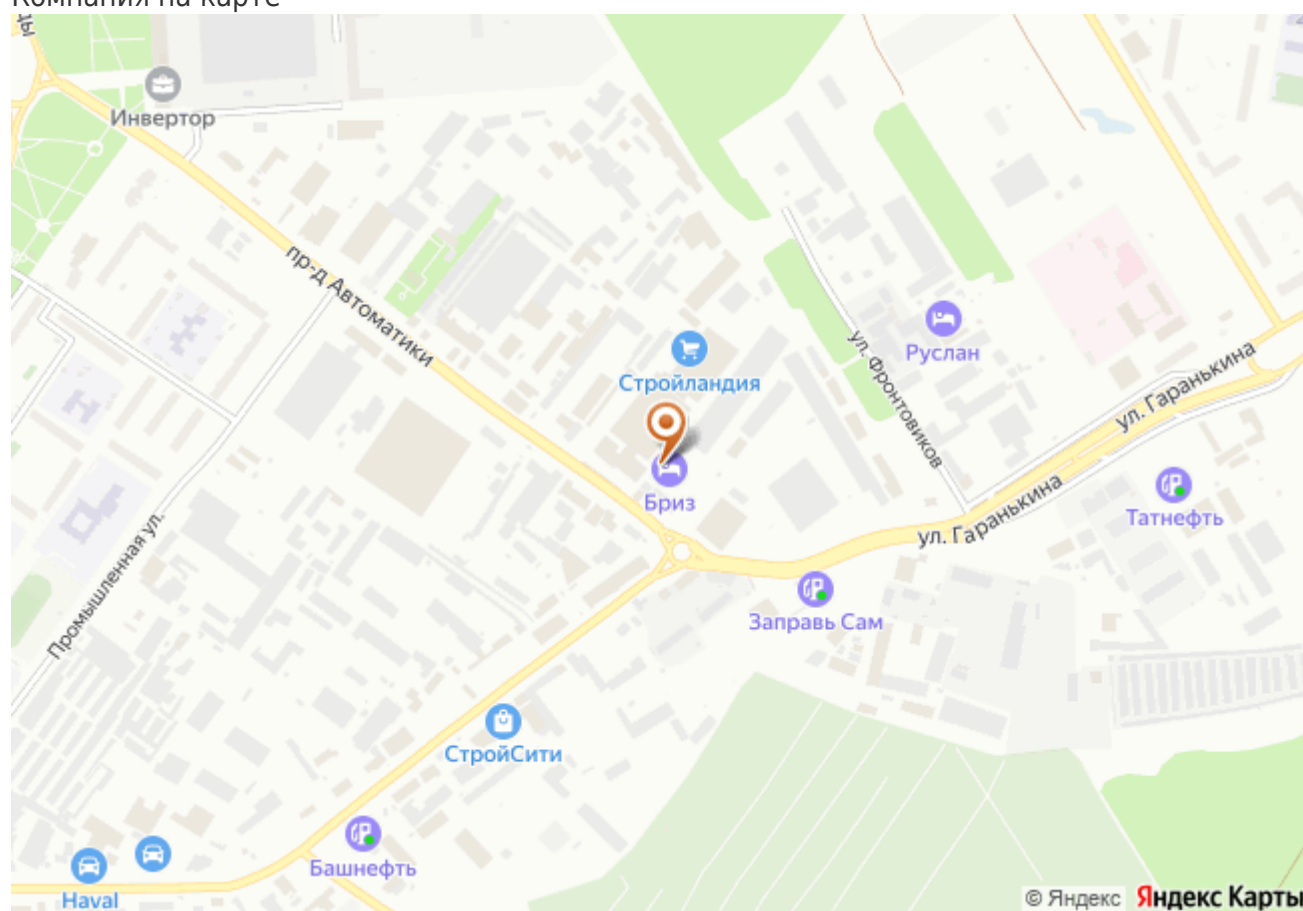 Компания на карте
ды
Инвертор
пр-д Автоматики
Стройландия
Руслан
ул. Фронтовиков
ул. Гаранькина
Бриз
Татнефть
ул. Гаранькина
Заправь Сам
Промышленная ул.
СтройСити
Башнефть
Haval
© Яндекс Яндекс Карты